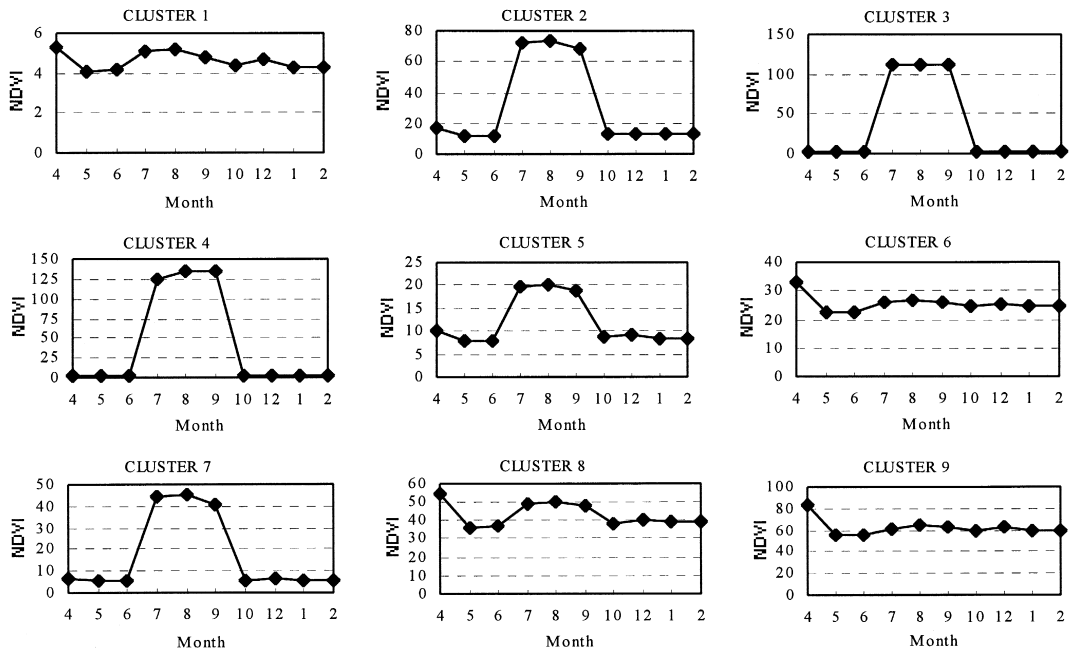 CLUSTER 1
6
4
2
0
NDVI
4 5 6 7 8 9 10 12 1 2
Month
CLUSTER 2
80
60
40
20
0
NDVI
4 5 6 7 8 9 10 12 1 2
Month
CLUSTER 3
150
100
50
0
NDVI
4 5 6 7 8 9 10 12 1 2
Month
CLUSTER 4
150
125
100
75
50
25
0
NDVI
4 5 6 7 8 9 10 12 1 2
Month
CLUSTER 5
25
20
15
10
5
0
NDVI
4 5 6 7 8 9 10 12 1 2
Month
CLUSTER 6
40
30
20
10
0
NDVI
4 5 6 7 8 9 10 12 1 2
Month
CLUSTER 7
50
40
30
20
10
0
NDVI
4 5 6 7 8 9 10 12 1 2
Month
CLUSTER 8
60
50
40
30
20
10
0
NDVI
4 5 6 7 8 9 10 12 1 2
Month
CLUSTER 9
100
80
60
40
20
0
NDVI
4 5 6 7 8 9 10 12 1 2
Month